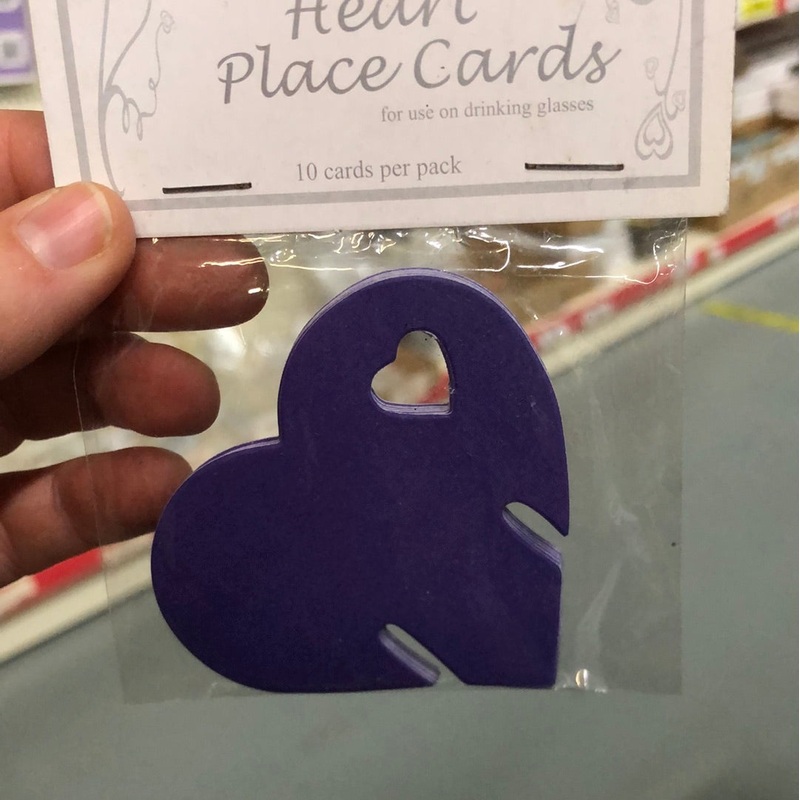 Heart
Place Cards
for use on drinking glasses
10 cards per pack